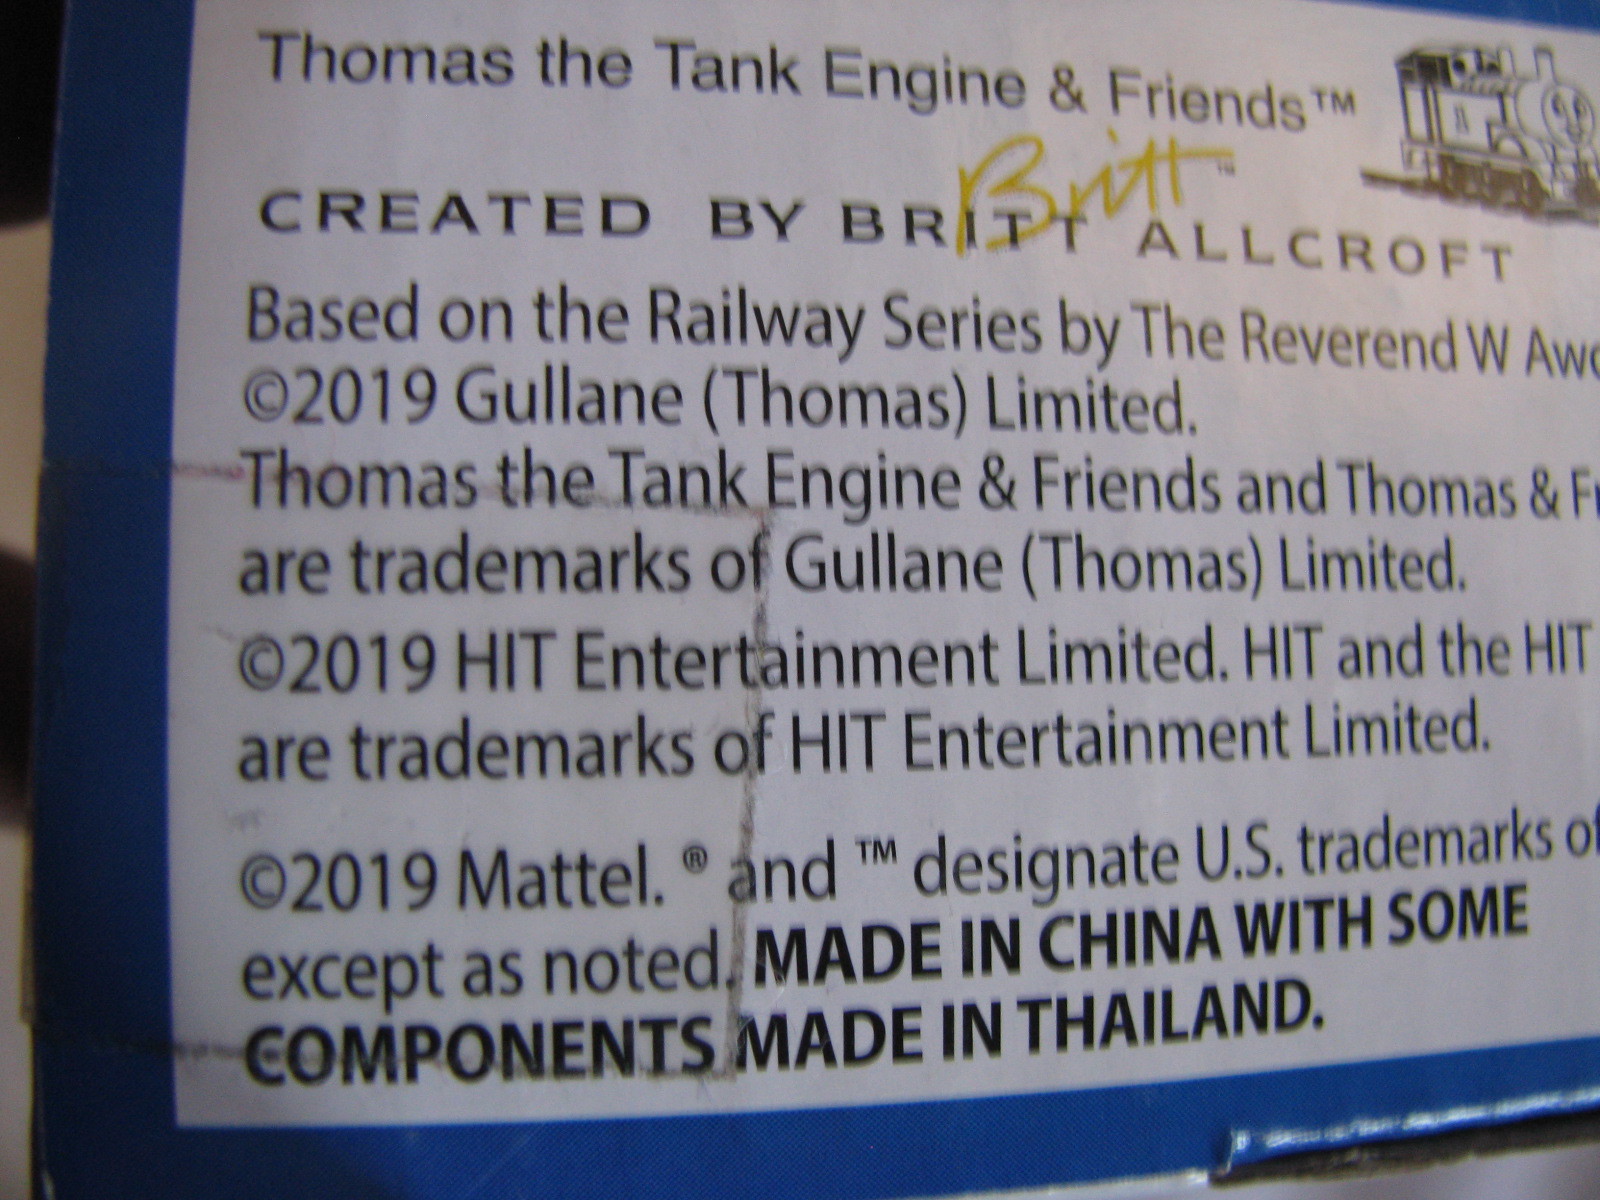 Thomas the Tank Engine & Friends™
Britt™
CREATED BY BRITT ALLCROFT
Based on the Railway Series by The Reverend W
©2019 Gullane (Thomas) Limited.
Thomas the Tank Engine & Friends and Thomas &
are trademarks of Gullane (Thomas) Limited.
©2019 HIT Entertainment Limited. HIT and the HIT
are trademarks of HIT Entertainment Limited.
©2019 Mattel. ® and ™ designate U.S. trademarks of
except as noted. MADE IN CHINA WITH SOME
COMPONENTS MADE IN THAILAND.